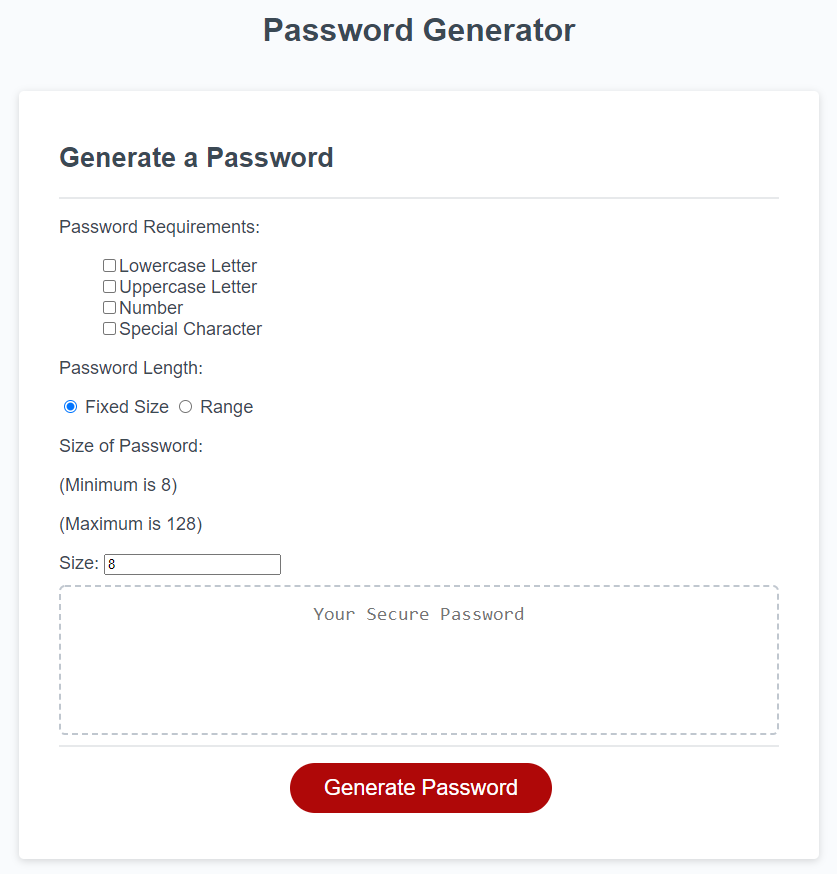 Password Generator
Generate a Password
Password Requirements:
Lowercase Letter
Uppercase Letter
Number
Special Character
Password Length:
Fixed Size Range
Size of Password:
(Minimum is 8)
(Maximum is 128)
Size: 8
Your Secure Password
Generate Password